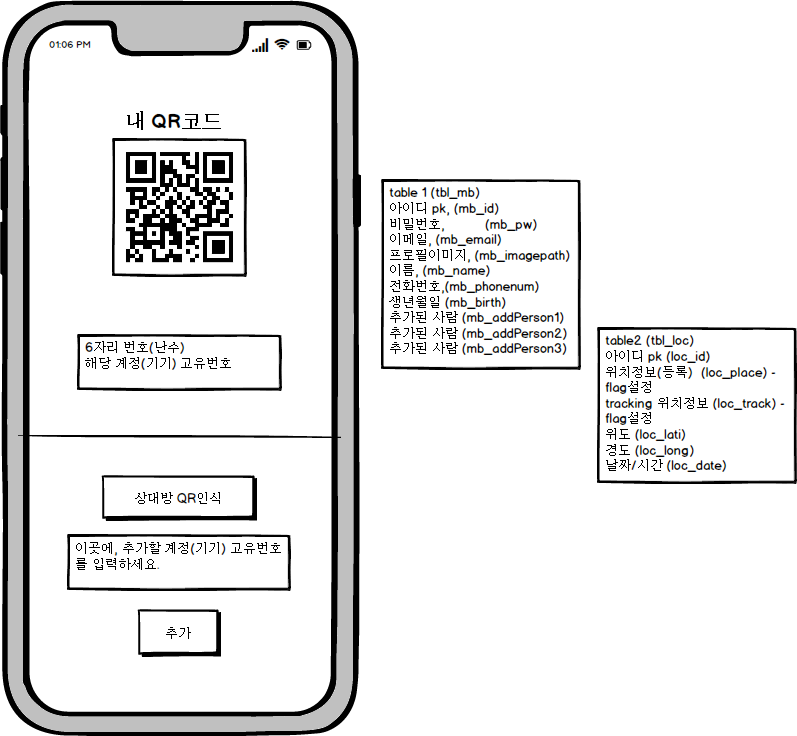 01:06 PM
내 QR코드
6자리 번호(난수)
해당 계정(기기) 고유번호
상대방 QR인식
이곳에, 추가할 계정(기기) 고유번호
를 입력하세요.
추가
table 1 (tbl_mb)
아이디 pk, (mb_id)
비밀번호, (mb_pw)
이메일, (mb_email)
프로필이미지, (mb_imagepath)
이름, (mb_name)
전화번호,(mb_phonenum)
생년월일 (mb_birth)
추가된 사람 (mb_addPerson1)
추가된 사람 (mb_addPerson2)
추가된 사람 (mb_addPerson3)
table2 (tbl_loc)
아이디 pk (loc_id)
위치정보(등록) (loc_place) -
flag설정
tracking 위치정보 (loc_track) -
flag설정
위도 (loc_lati)
경도 (loc_long)
날짜/시간 (loc_date)